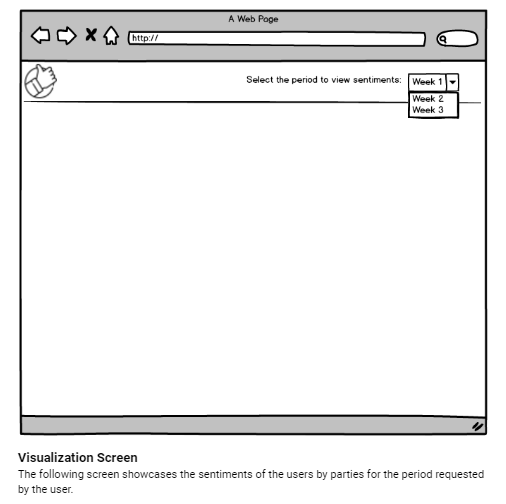 A Web Page
http://
Select the period to view sentiments: Week 1
Week 2
Week 3
Visualization Screen
The following screen showcases the sentiments of the users by parties for the period requested
by the user.